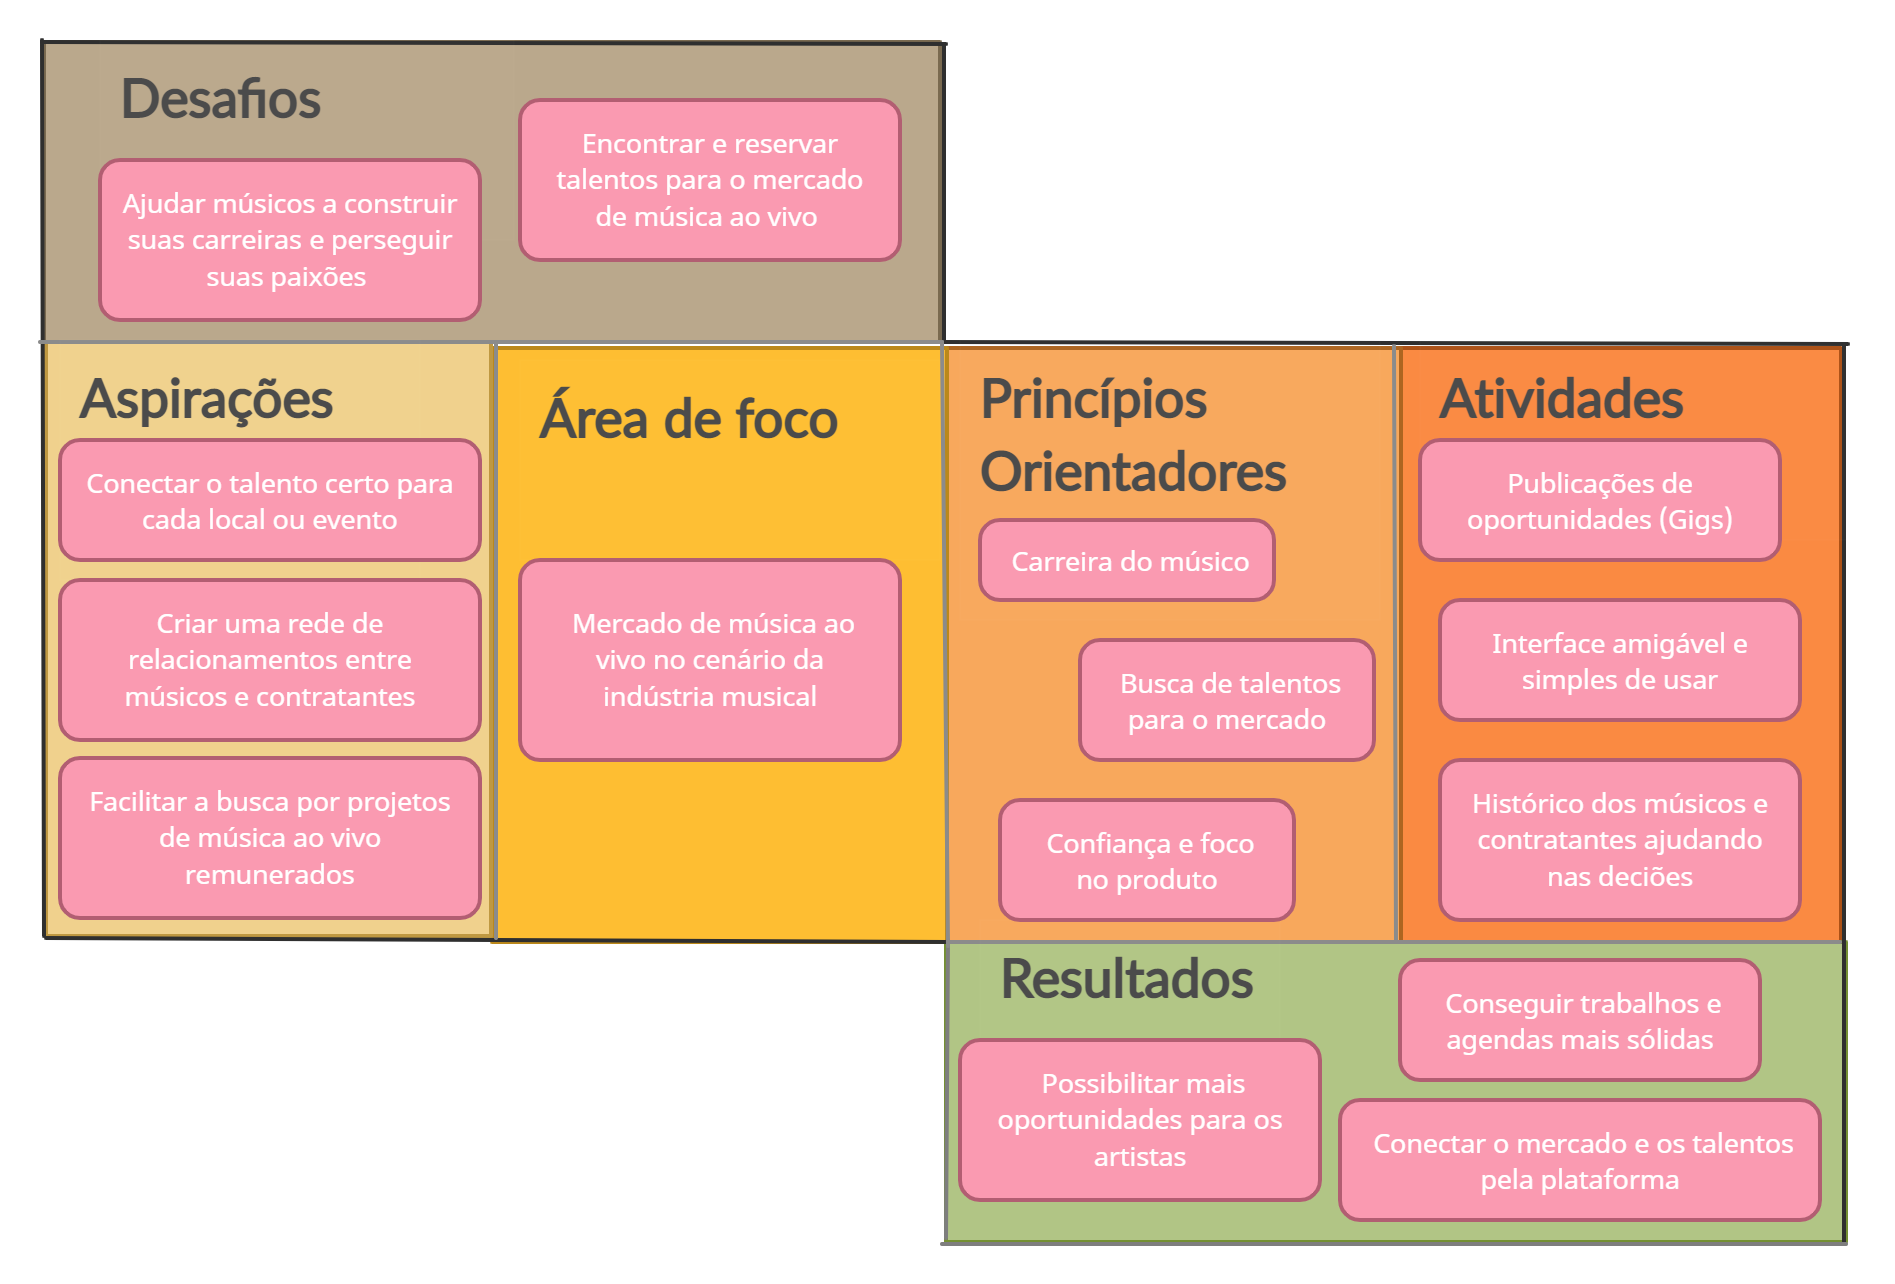 Desafios
Ajudar músicos a construir
suas carreiras e perseguir
suas paixões
Encontrar e reservar
talentos para o mercado
de música ao vivo
Aspirações
Conectar o talento certo para
cada local ou evento
Criar uma rede de
relacionamentos entre
músicos e contratantes
Facilitar a busca por projetos
de música ao vivo
remunerados
Área de foco
Mercado de música ao
vivo no cenário da
indústria musical
Princípios
Orientadores
Carreira do músico
Busca de talentos
para o mercado
Confiança e foco
no produto
Atividades
Publicações de
oportunidades (Gigs)
Interface amigável e
simples de usar
Histórico dos músicos e
contratantes ajudando
nas deciões
Resultados
Possibilitar mais
oportunidades para os
artistas
Conseguir trabalhos e
agendas mais sólidas
Conectar o mercado e os talentos
pela plataforma